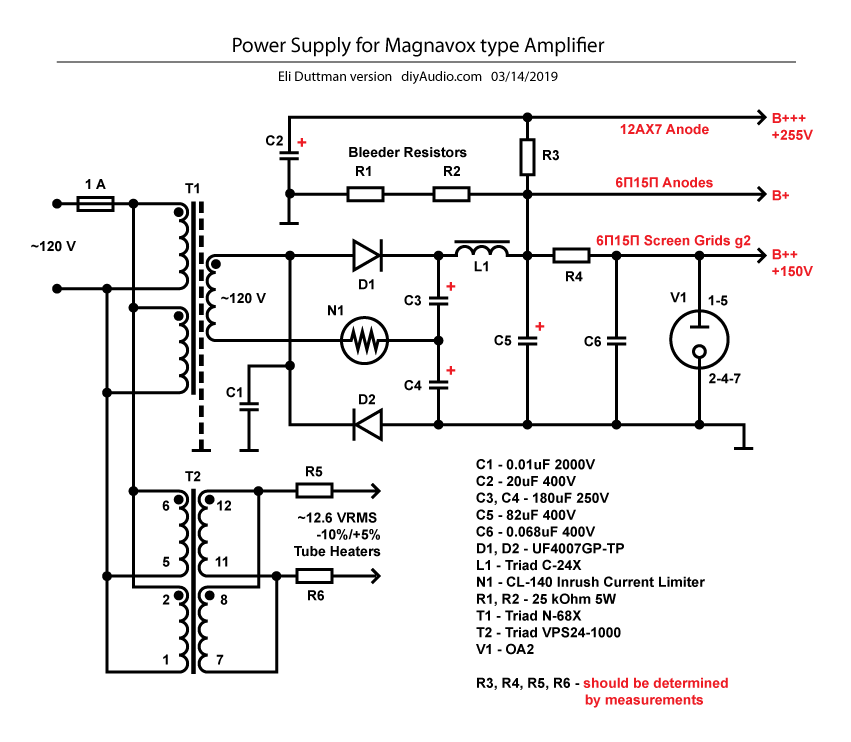 Power Supply for Magnavox type Amplifier
Eli Duttman version diyAudio.com 03/14/2019
B+++
+255V
12AX7 Anode
C2 +
R3
Bleeder Resistors
R1 R2
6П15П Anodes
B+
1 A
T1
~120 V
6П15П Screen Grids g2
B++
+150V
D1
L1
R4
~120 V
N1
C3 +
V1 1-5
C5 +
C6
C4 +
2-4-7
C1
D2
T2
6 12
5 11
2 8
1 7
R5
~12.6 VRMS
-10%/+5%
Tube Heaters
R6
C1 - 0.01uF 2000V
C2 - 20uF 400V
C3, C4 - 180uF 250V
C5 - 82uF 400V
C6 - 0.068uF 400V
D1, D2 - UF4007GP-TP
L1 - Triad C-24X
N1 - CL-140 Inrush Current Limiter
R1, R2 - 25 kOhm 5W
T1 - Triad N-68X
T2 - Triad VPS24-1000
V1 - OA2
R3, R4, R5, R6 - should be determined
by measurements